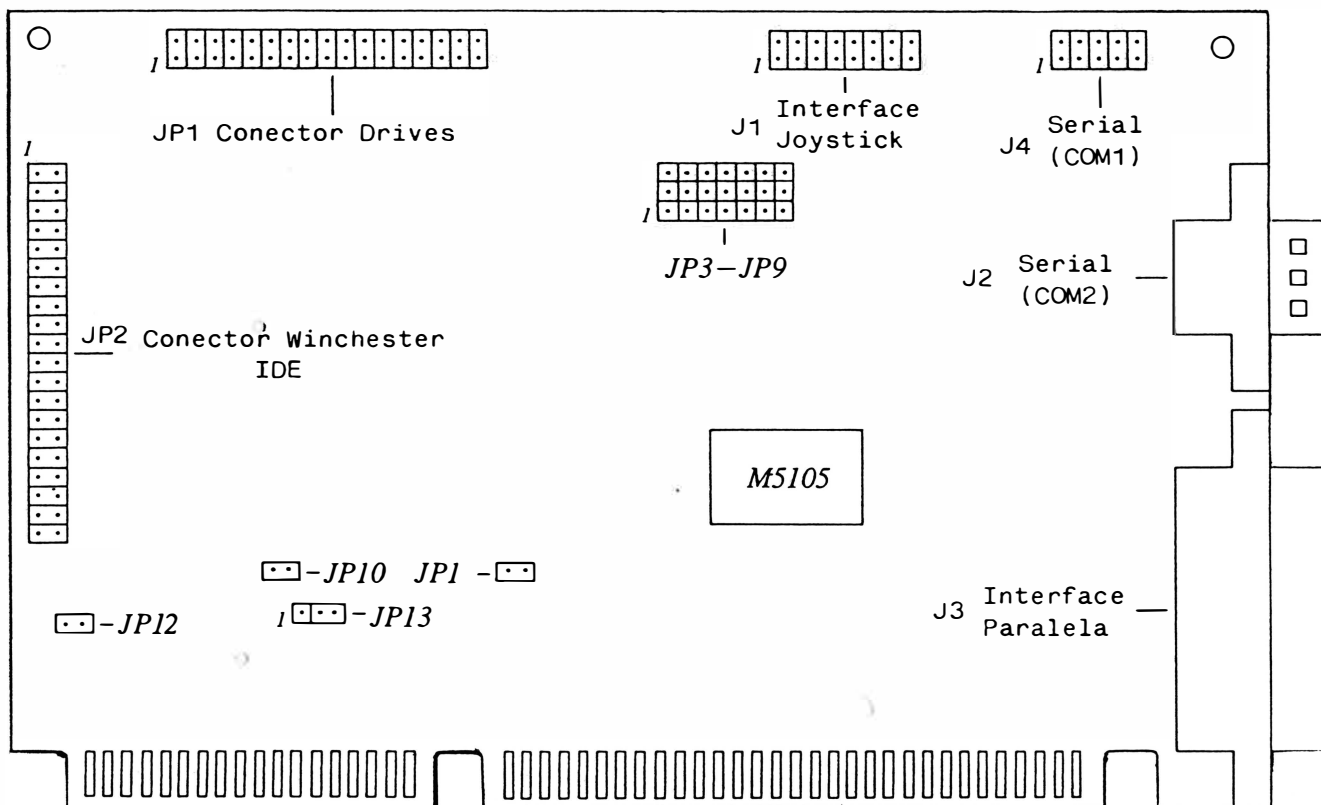 1
1
1
JP1 Conector Drives
J1 Interface
Joystick
J4 Serial
(COM1)
1
1
JP3-JP9
J2 Serial
(COM2)
JP2 Conector Winchester
IDE
M5105
-JP10
JP1 -
-JP12
1
-JP13
J3 Interface
Paralela